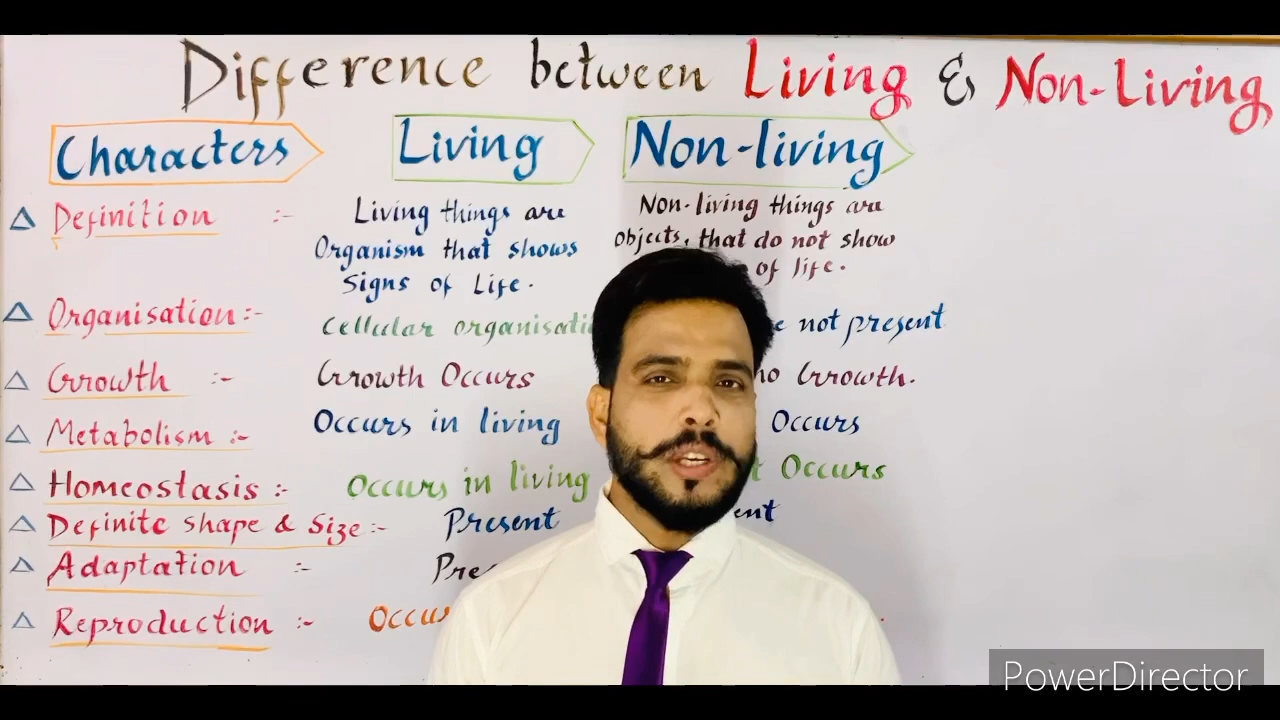 Difference between Living & Non-Living
Characters Living Non-living
Definition :- Living things are Non-living things are
Organism that shows objects, that do not show
Signs of Life. of life.
Organisation :- Cellular organisati not present
Growth :- Growth Occurs no Growth.
Metabolism :- Occurs in living Occurs
Homeostasis :- Occurs in living Occurs
Definite shape & Size :- Present
Adaptation :-
Reproduction :-
PowerDirector